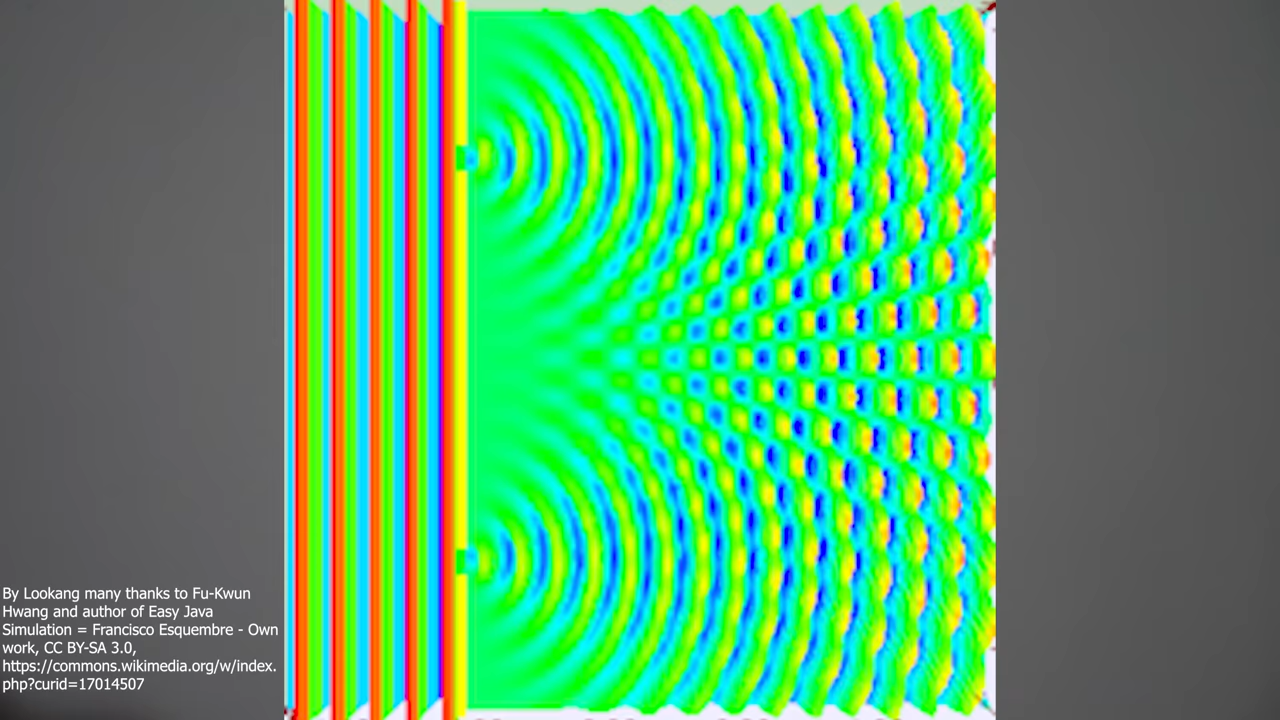 By Lookang many thanks to Fu-Kwun
Hwang and author of Easy Java
Simulation = Francisco Esquembre - Own
work, CC BY-SA 3.0,
https://commons.wikimedia.org/w/index.
php?curid=17014507